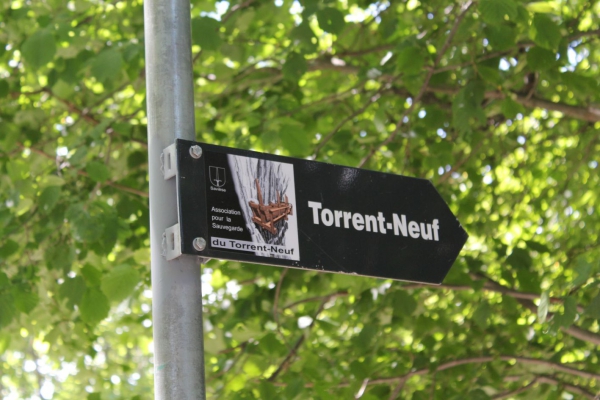 Association
pour la
Sauvegarde
du Torrent-Neuf
Torrent-Neuf